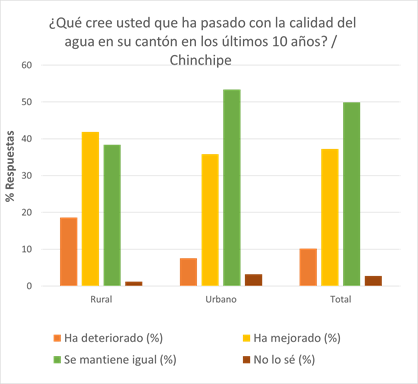 ¿Qué cree usted que ha pasado con la calidad del
agua en su cantón en los últimos 10 años? /
Chinchipe
% Respuestas
60
50
40
30
20
10
0
Rural Urbano Total
Ha deteriorado (%) Ha mejorado (%)
Se mantiene igual (%) No lo sé (%)